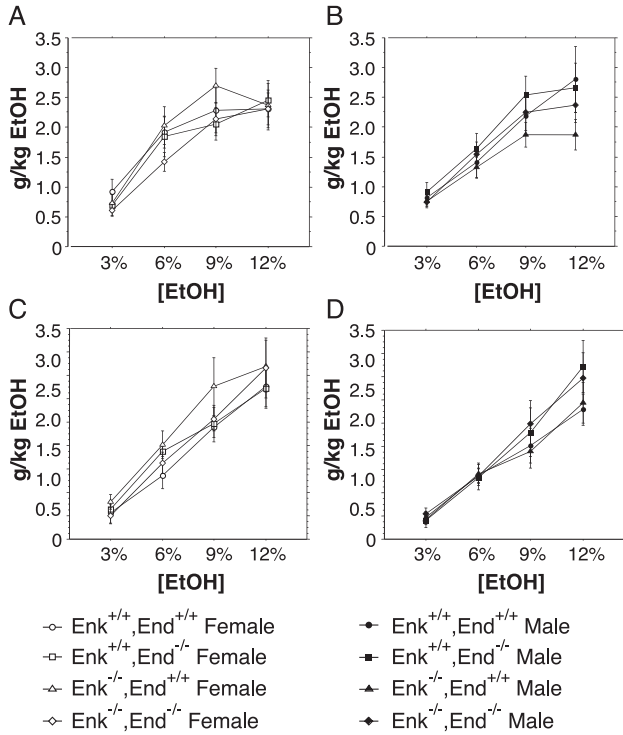 A
3.5
3.0
2.5
2.0
1.5
1.0
0.5
0
g/kg EtOH
3% 6% 9% 12%
[EtOH]
B
3.5
3.0
2.5
2.0
1.5
1.0
0.5
0
g/kg EtOH
3% 6% 9% 12%
[EtOH]
C
3.5
3.0
2.5
2.0
1.5
1.0
0.5
0
g/kg EtOH
3% 6% 9% 12%
[EtOH]
D
3.5
3.0
2.5
2.0
1.5
1.0
0.5
0
g/kg EtOH
3% 6% 9% 12%
[EtOH]
Enk+/+,End+/+ Female
Enk+/+,End-/- Female
Enk-/-,End+/+ Female
Enk-/-,End-/- Female
Enk+/+,End+/+ Male
Enk+/+,End-/- Male
Enk-/-,End+/+ Male
Enk-/-,End-/- Male